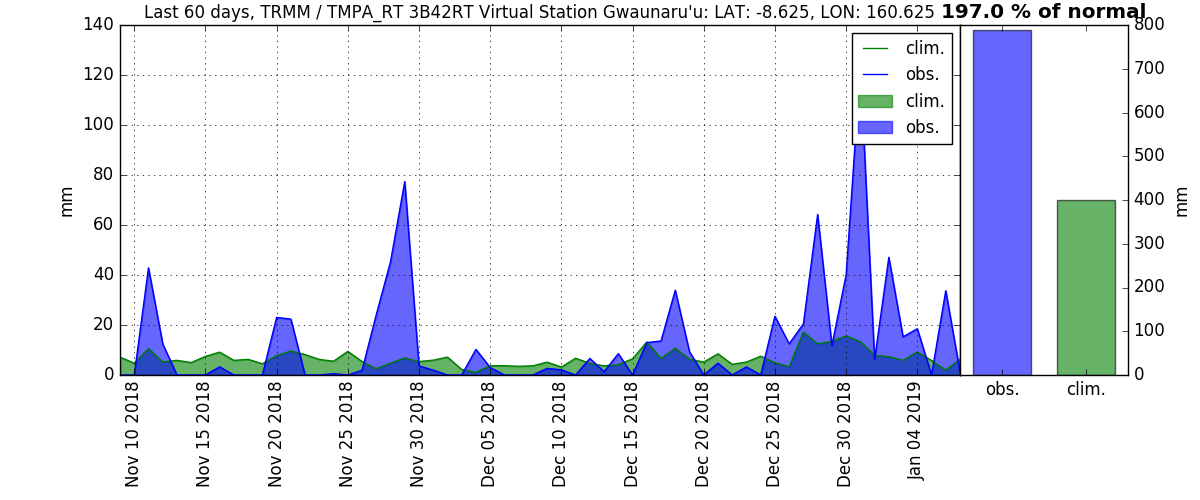 Last 60 days, TRMM / TMPA_RT 3B42RT Virtual Station Gwaunaru'u: LAT: -8.625, LON: 160.625 197.0 % of normal
140
120
100
80
60
40
20
0
mm
clim.
obs.
clim.
obs.
800
700
600
500
400
300
200
100
0
mm
obs.
clim.
Nov 10 2018
Nov 15 2018
Nov 20 2018
Nov 25 2018
Nov 30 2018
Dec 05 2018
Dec 10 2018
Dec 15 2018
Dec 20 2018
Dec 25 2018
Dec 30 2018
Jan 04 2019